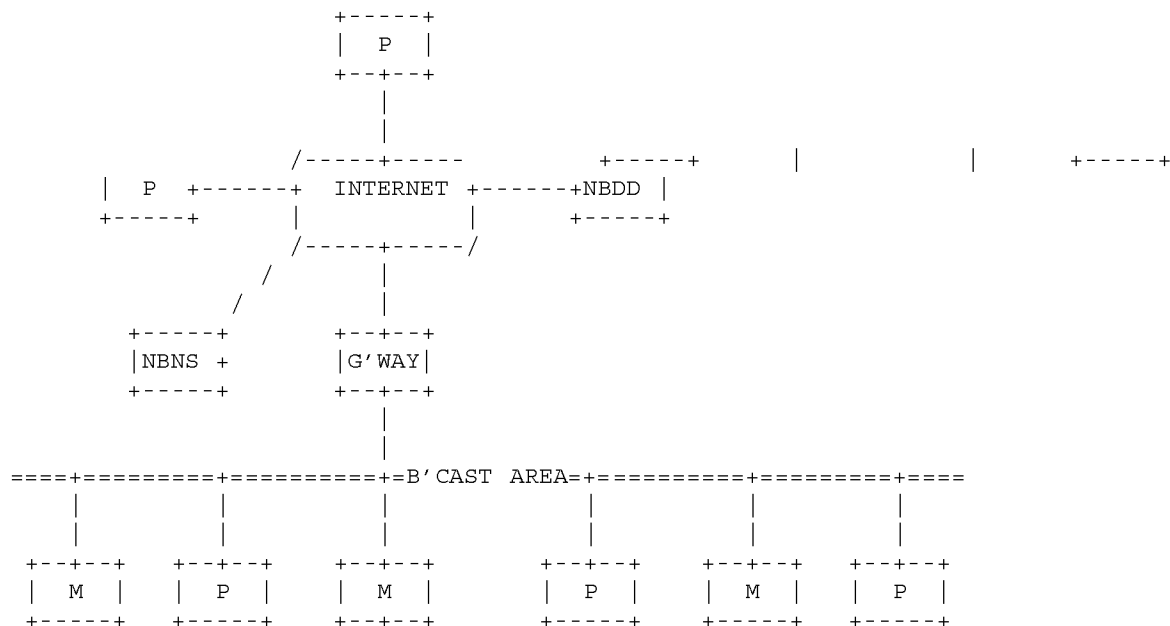 P
P INTERNET NBDD
NBNS G'WAY
B'CAST AREA
M P M P M P